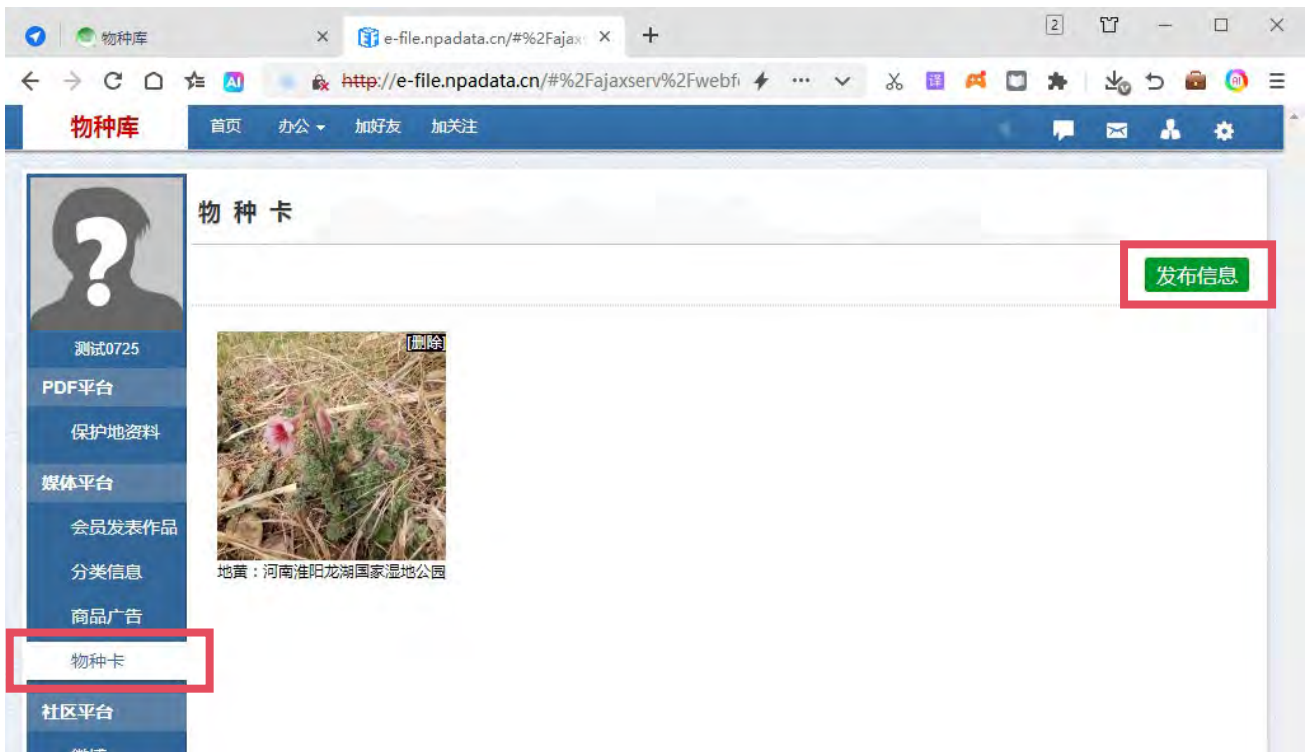 物种库
e-file.npadata.cn/#%2Fajax
2
AI
http://e-file.npadata.cn/#%2Fajaxserv%2Fwebf
译
物种库 首页 办公 加好友 加关注
物 种 卡
发布信息
测试0725
[删除]
PDF平台
保护地资料
媒体平台
会员发表作品
分类信息
地黄：河南淮阳龙湖国家湿地公园
商品广告
物种卡
社区平台